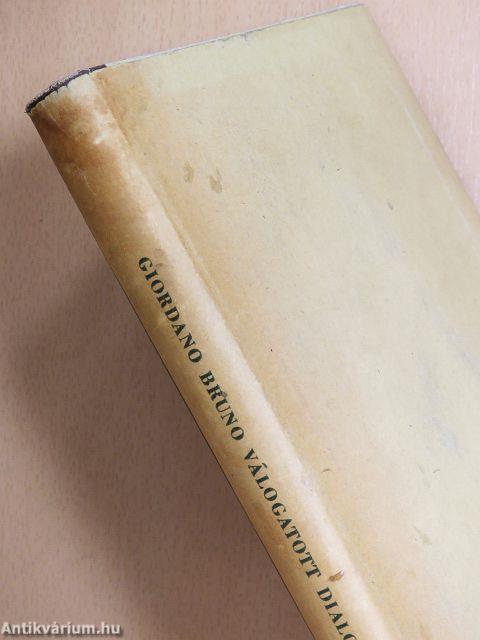 GIORDANO BRUNO VÁLOGATOTT DIALO
Antikvárium.hu